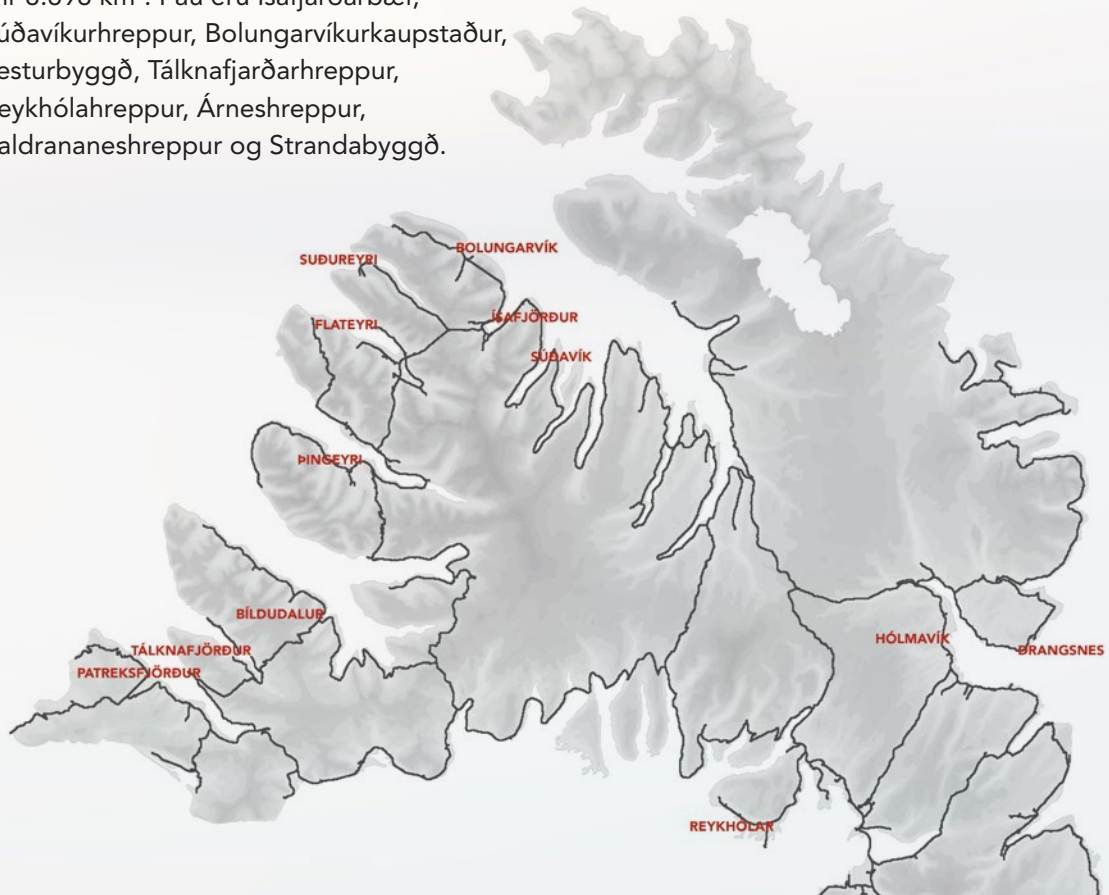 Þau eru Ísafjarðarbær,
úðavíkurhreppur, Bolungarvíkurkaupstaður,
esturbyggð, Tálknafjarðarhreppur,
eykhólahreppur, Árneshreppur,
aldrananeshreppur og Strandabyggð.
BOLUNGARVÍK
SUÐUREYRI
ÍSAFJÖRÐUR
FLATEYRI
SÚÐAVÍK
ÞINGEYRI
BÍLDUDALUR
HÓLMAVÍK
TÁLKNAFJÖRÐUR
DRANGSNES
PATREKSFJÖRÐUR
REYKHÓLAR